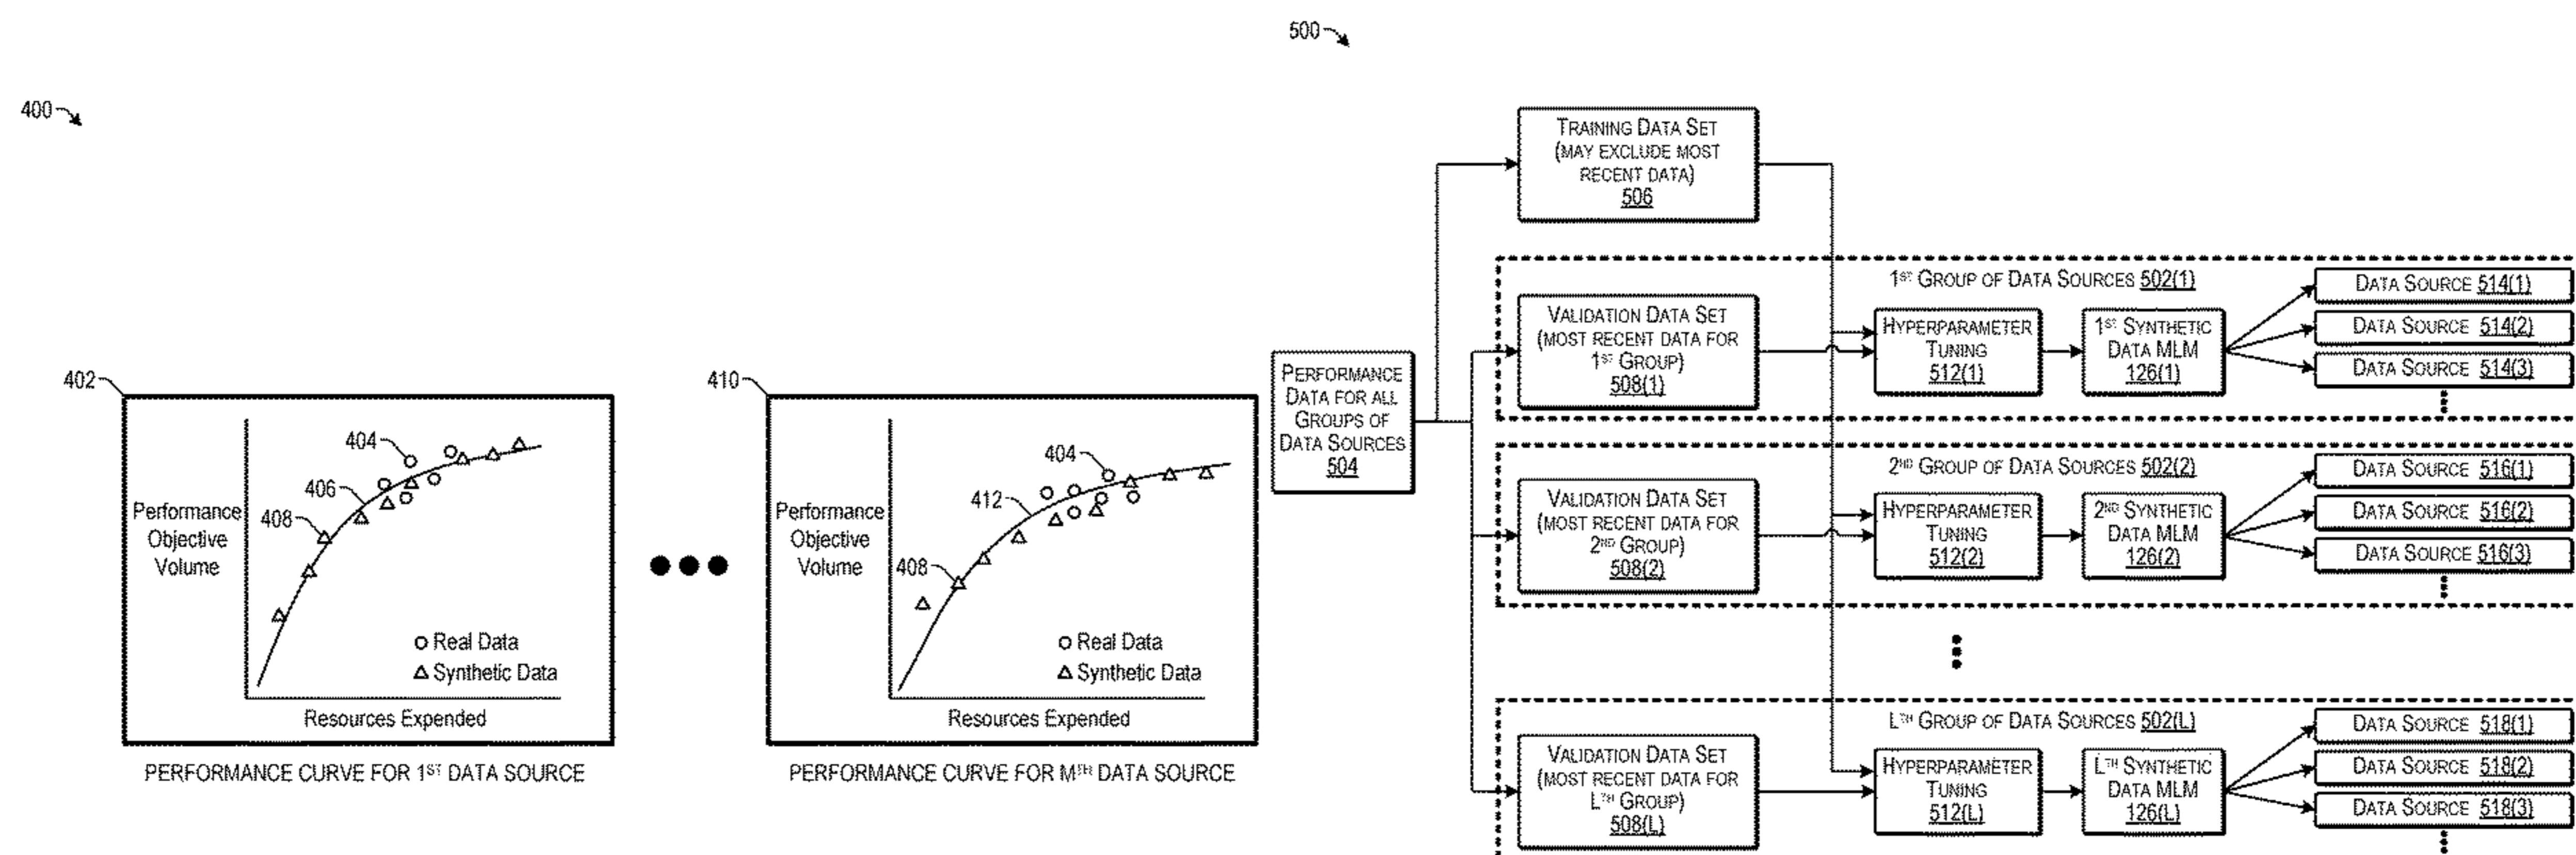 400
402
404
406
408
Performance
Objective
Volume
Real Data
Synthetic Data
Resources Expended
PERFORMANCE CURVE FOR 1ST DATA SOURCE
410
404
412
408
Performance
Objective
Volume
Real Data
Synthetic Data
Resources Expended
PERFORMANCE CURVE FOR MTH DATA SOURCE
500
PERFORMANCE
DATA FOR ALL
GROUPS OF
DATA SOURCES
504
TRAINING DATA SET
(MAY EXCLUDE MOST
RECENT DATA)
506
1ST GROUP OF DATA SOURCES 502(1)
VALIDATION DATA SET
(MOST RECENT DATA FOR
1ST GROUP)
508(1)
HYPERPARAMETER
TUNING
512(1)
1ST SYNTHETIC
DATA MLM
126(1)
DATA SOURCE 514(1)
DATA SOURCE 514(2)
DATA SOURCE 514(3)
2ND GROUP OF DATA SOURCES 502(2)
VALIDATION DATA SET
(MOST RECENT DATA FOR
2ND GROUP)
508(2)
HYPERPARAMETER
TUNING
512(2)
2ND SYNTHETIC
DATA MLM
126(2)
DATA SOURCE 516(1)
DATA SOURCE 516(2)
DATA SOURCE 516(3)
LTH GROUP OF DATA SOURCES 502(L)
VALIDATION DATA SET
(MOST RECENT DATA FOR
LTH GROUP)
508(L)
HYPERPARAMETER
TUNING
512(L)
LTH SYNTHETIC
DATA MLM
126(L)
DATA SOURCE 518(1)
DATA SOURCE 518(2)
DATA SOURCE 518(3)